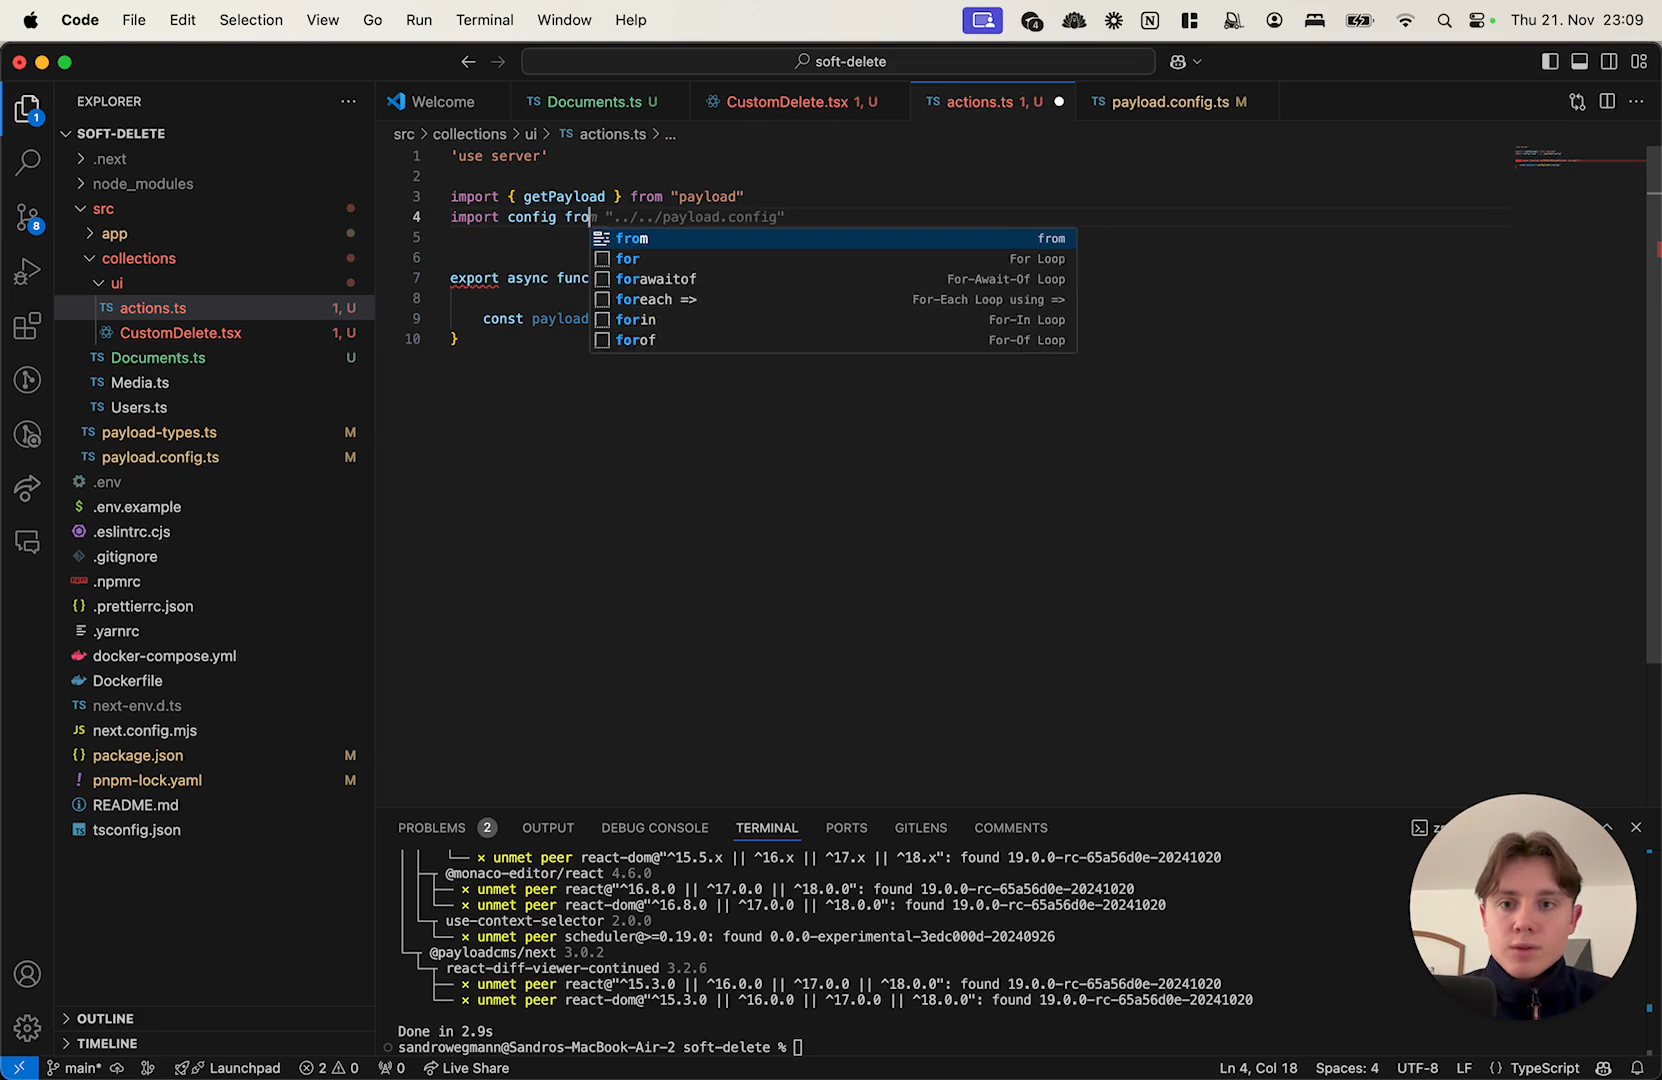 Code File Edit Selection View Go Run Terminal Window Help
Thu 21. Nov 23:09
soft-delete
EXPLORER
Welcome
TS Documents.ts U
CustomDelete.tsx 1, U
TS actions.ts 1, U
TS payload.config.ts M
SOFT-DELETE
.next
node_modules
src
app
collections
ui
TS actions.ts 1, U
CustomDelete.tsx 1, U
TS Documents.ts U
TS Media.ts
TS Users.ts
TS payload-types.ts M
TS payload.config.ts M
.env
$ .env.example
.eslintrc.cjs
.gitignore
.npmrc
{} .prettierrc.json
.yarnrc
docker-compose.yml
Dockerfile
TS next-env.d.ts
JS next.config.mjs
{} package.json M
! pnpm-lock.yaml M
README.md
tsconfig.json
OUTLINE
TIMELINE
src > collections > ui > TS actions.ts > ...
1 'use server'
2
3 import { getPayload } from "payload"
4 import config from "../../payload.config"
5
6
7 export async func
8
9 const payload
10 }
from from
for For Loop
forawaitof For-Await-Of Loop
foreach => For-Each Loop using =>
forin For-In Loop
forof For-Of Loop
PROBLEMS 2 OUTPUT DEBUG CONSOLE TERMINAL PORTS GITLENS COMMENTS
× unmet peer react-dom@"^15.5.x || ^16.x || ^17.x || ^18.x": found 19.0.0-rc-65a56d0e-20241020
@monaco-editor/react 4.6.0
× unmet peer react@"^16.8.0 || ^17.0.0 || ^18.0.0": found 19.0.0-rc-65a56d0e-20241020
× unmet peer react-dom@"^16.8.0 || ^17.0.0 || ^18.0.0": found 19.0.0-rc-65a56d0e-20241020
use-context-selector 2.0.0
× unmet peer scheduler@>=0.19.0: found 0.0.0-experimental-3edc000d-20240926
@payloadcms/next 3.0.2
react-diff-viewer-continued 3.2.6
× unmet peer react@"^15.3.0 || ^16.0.0 || ^17.0.0 || ^18.0.0": found 19.0.0-rc-65a56d0e-20241020
× unmet peer react-dom@"^15.3.0 || ^16.0.0 || ^17.0.0 || ^18.0.0": found 19.0.0-rc-65a56d0e-20241020
Done in 2.9s
sandrowegmann@Sandros-MacBook-Air-2 soft-delete %
main* Launchpad 2 0 0 Live Share
Ln 4, Col 18 Spaces: 4 UTF-8 LF {} TypeScript
1
8